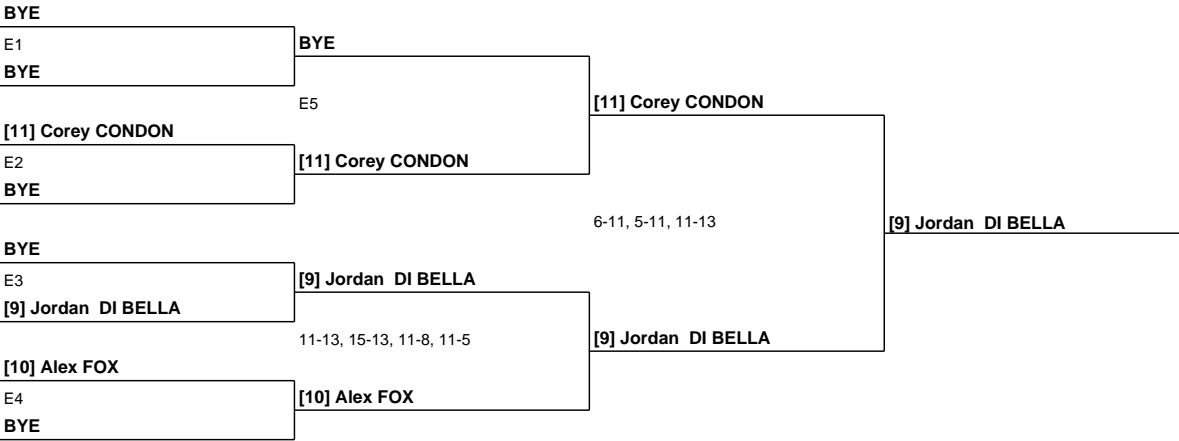 BYE
E1
BYE
BYE
E5
[11] Corey CONDON
[11] Corey CONDON
E2
[11] Corey CONDON
BYE
6-11, 5-11, 11-13
[9] Jordan  DI BELLA
BYE
E3
[9] Jordan  DI BELLA
[9] Jordan  DI BELLA
11-13, 15-13, 11-8, 11-5
[9] Jordan  DI BELLA
[10] Alex FOX
E4
[10] Alex FOX
BYE